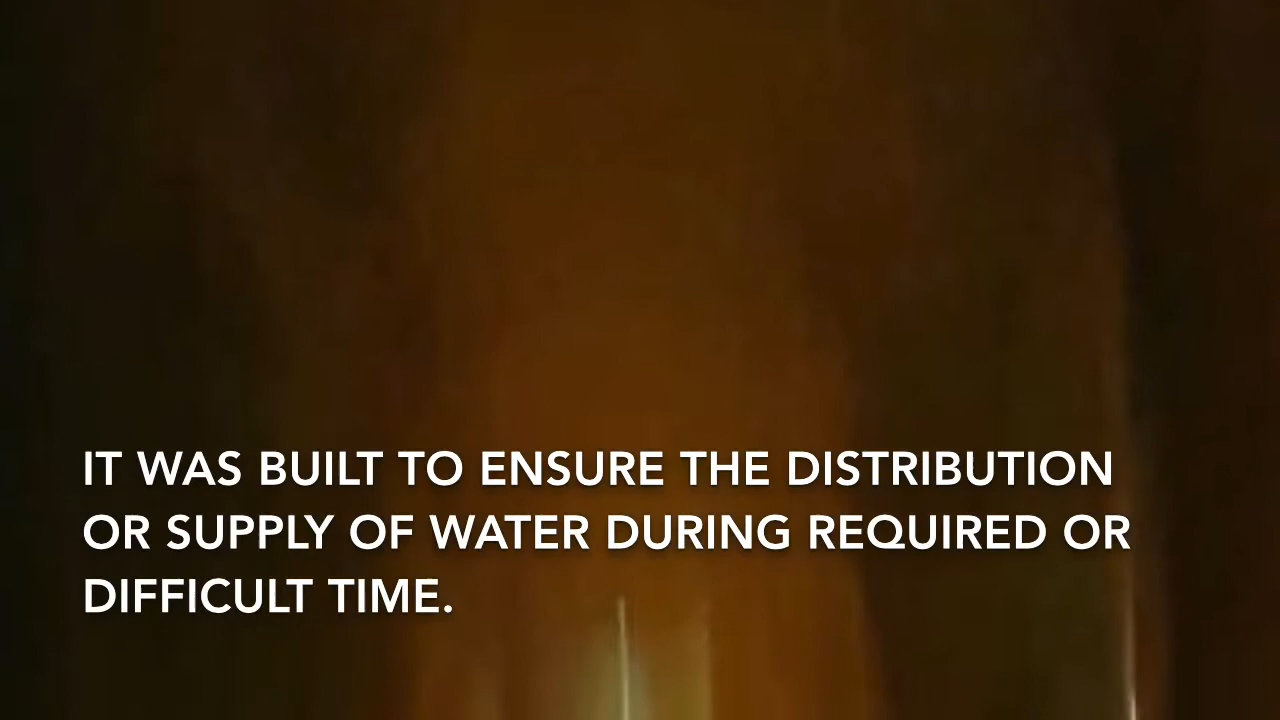 IT WAS BUILT TO ENSURE THE DISTRIBUTION
OR SUPPLY OF WATER DURING REQUIRED OR
DIFFICULT TIME.